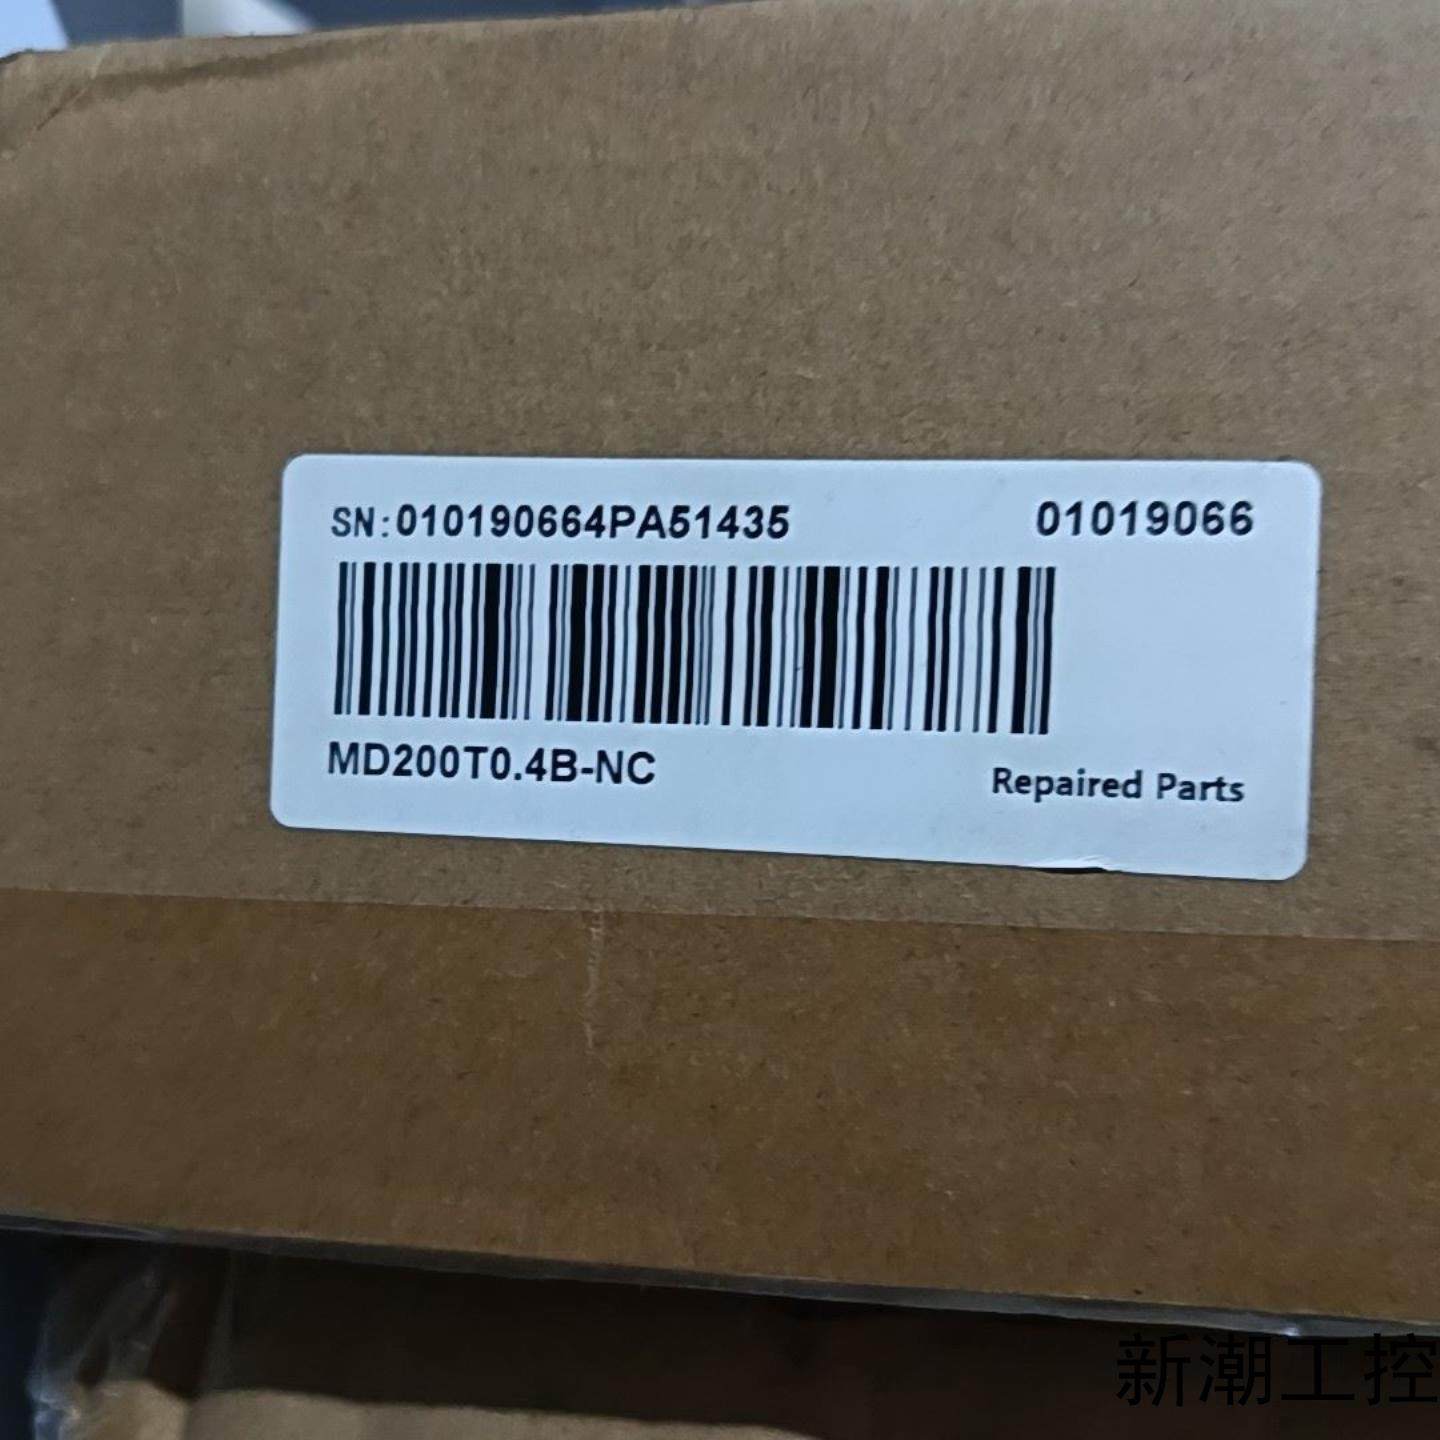 SN:010190664PA51435 01019066
MD200T0.4B-NC
Repaired Parts
新潮工控